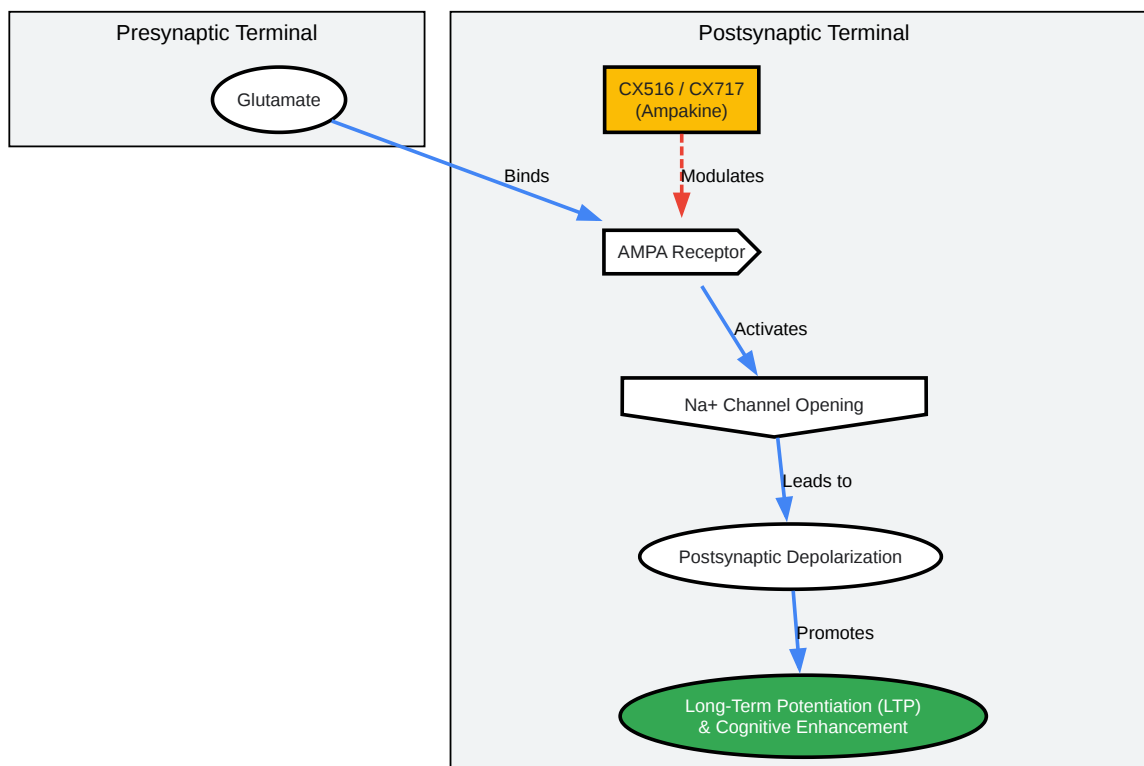 Presynaptic Terminal
Postsynaptic Terminal
Glutamate
CX516 / CX717
(Ampakine)
Binds
Modulates
AMPA Receptor
Activates
Na+ Channel Opening
Leads to
Postsynaptic Depolarization
Promotes
Long-Term Potentiation (LTP)
& Cognitive Enhancement